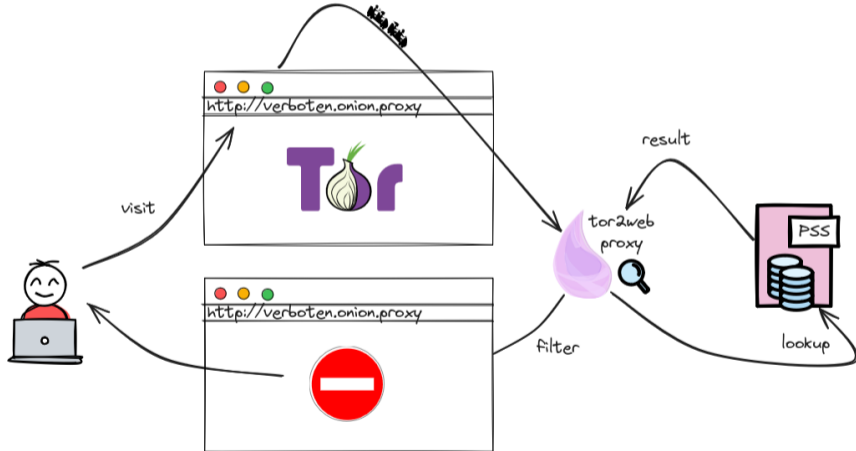 http://verboten.onion.proxy
Tor
visit
result
tor2web
proxy
PSS
http://verboten.onion.proxy
filter
lookup